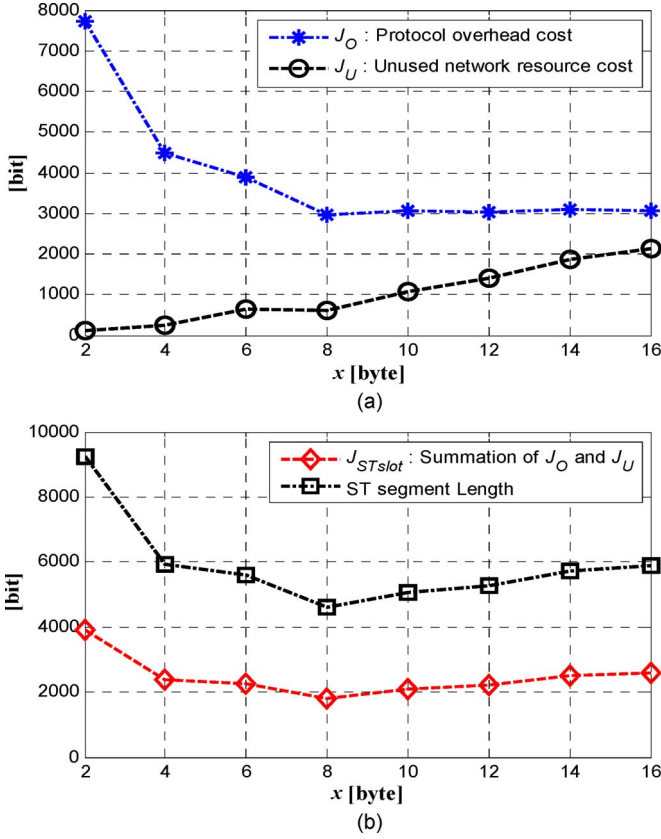 8000
7000
6000
5000
4000
3000
2000
1000
0
[bit]
J_O : Protocol overhead cost
J_U : Unused network resource cost
2 4 6 8 10 12 14 16
x [byte]
(a)
10000
8000
6000
4000
2000
0
[bit]
J_STslot : Summation of J_O and J_U
ST segment Length
2 4 6 8 10 12 14 16
x [byte]
(b)